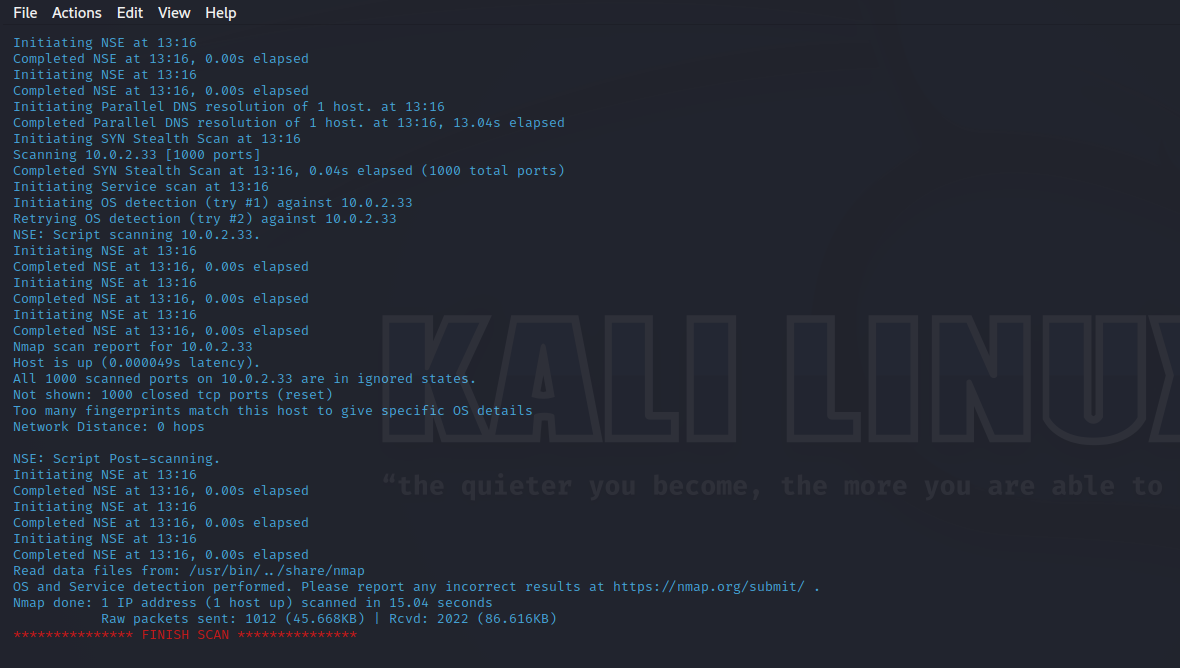 File Actions Edit View Help
Initiating NSE at 13:16
Completed NSE at 13:16, 0.00s elapsed
Initiating NSE at 13:16
Completed NSE at 13:16, 0.00s elapsed
Initiating Parallel DNS resolution of 1 host. at 13:16
Completed Parallel DNS resolution of 1 host. at 13:16, 13.04s elapsed
Initiating SYN Stealth Scan at 13:16
Scanning 10.0.2.33 [1000 ports]
Completed SYN Stealth Scan at 13:16, 0.04s elapsed (1000 total ports)
Initiating Service scan at 13:16
Initiating OS detection (try #1) against 10.0.2.33
Retrying OS detection (try #2) against 10.0.2.33
NSE: Script scanning 10.0.2.33.
Initiating NSE at 13:16
Completed NSE at 13:16, 0.00s elapsed
Initiating NSE at 13:16
Completed NSE at 13:16, 0.00s elapsed
Initiating NSE at 13:16
Completed NSE at 13:16, 0.00s elapsed
Nmap scan report for 10.0.2.33
Host is up (0.000049s latency).
All 1000 scanned ports on 10.0.2.33 are in ignored states.
Not shown: 1000 closed tcp ports (reset)
Too many fingerprints match this host to give specific OS details
Network Distance: 0 hops
KALI LINUX
NSE: Script Post-scanning.
Initiating NSE at 13:16
Completed NSE at 13:16, 0.00s elapsed
“the quieter you become, the more you are able to
Initiating NSE at 13:16
Completed NSE at 13:16, 0.00s elapsed
Initiating NSE at 13:16
Completed NSE at 13:16, 0.00s elapsed
Read data files from: /usr/bin/../share/nmap
OS and Service detection performed. Please report any incorrect results at https://nmap.org/submit/ .
Nmap done: 1 IP address (1 host up) scanned in 15.04 seconds
Raw packets sent: 1012 (45.668KB) | Rcvd: 2022 (86.616KB)
*************** FINISH SCAN ***************